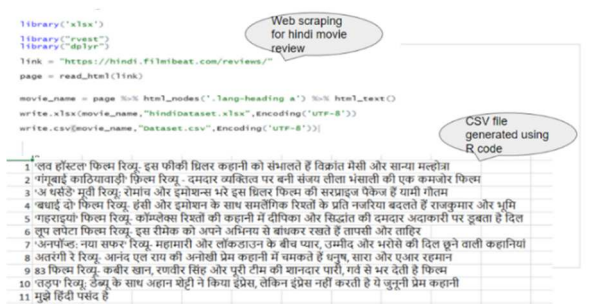 library('xlsx')
library("rvest")
library("dplyr")
link = "https://hindi.filmibeat.com/reviews/"
page = read_html(link)
movie_name = page %>% html_nodes('.lang-heading a') %>% html_text()
write.xlsx(movie_name,"hindiDataset.xlsx",Encoding('UTF-8'))
write.csv(movie_name,"Dataset.csv",Encoding('UTF-8'))
Web scraping
for hindi movie
review
CSV file
generated using
R code
1 'लव हॉस्टल' फिल्म रिव्यू- इस फीकी थ्रिलर कहानी को संभालते हैं विक्रांत मेसी और सान्या मल्होत्रा
2 'गंगूबाई काठियावाड़ी' फ़िल्म रिव्यू - दमदार व्यक्तित्व पर बनी संजय लीला भंसाली की एक कमजोर फिल्म
3 'अ थर्सडे' मूवी रिव्यू: रोमांच और इमोशन्स भरे इस थ्रिलर फिल्म की सरप्राइज पैकेज हैं यामी गौतम
4 'बधाई दो' फिल्म रिव्यू: हंसी और इमोशन के साथ समलैंगिक रिश्तों के प्रति नजरिया बदलते हैं राजकुमार और भूमि
5 'गहराइयां' फिल्म रिव्यू- कॉम्प्लेक्स रिश्तों की कहानी में दीपिका और सिद्धांत की दमदार अदाकारी पर डूबता है दिल
6 लूप लपेटा फिल्म रिव्यू: इस रीमेक को अपने अभिनय से बांधकर रखते हैं तापसी और ताहिर
7 'अनपॉज्ड: नया सफर' रिव्यू- महामारी और लॉकडाउन के बीच प्यार, उम्मीद और भरोसे की दिल छूने वाली कहानियां
8 अतरंगी रे रिव्यू- आनंद एल राय की अनोखी प्रेम कहानी में चमकते हैं धनुष, सारा और एआर रहमान
9 83 फिल्म रिव्यू- कबीर खान, रणवीर सिंह और पूरी टीम की शानदार पारी, गर्व से भर देती है फिल्म
10 'तड़प' रिव्यू: डेब्यू के साथ अहान शेट्टी ने किया इंप्रेस, लेकिन इंप्रेस नहीं करती है ये जुनूनी प्रेम कहानी
11 मुझे हिंदी पसंद है